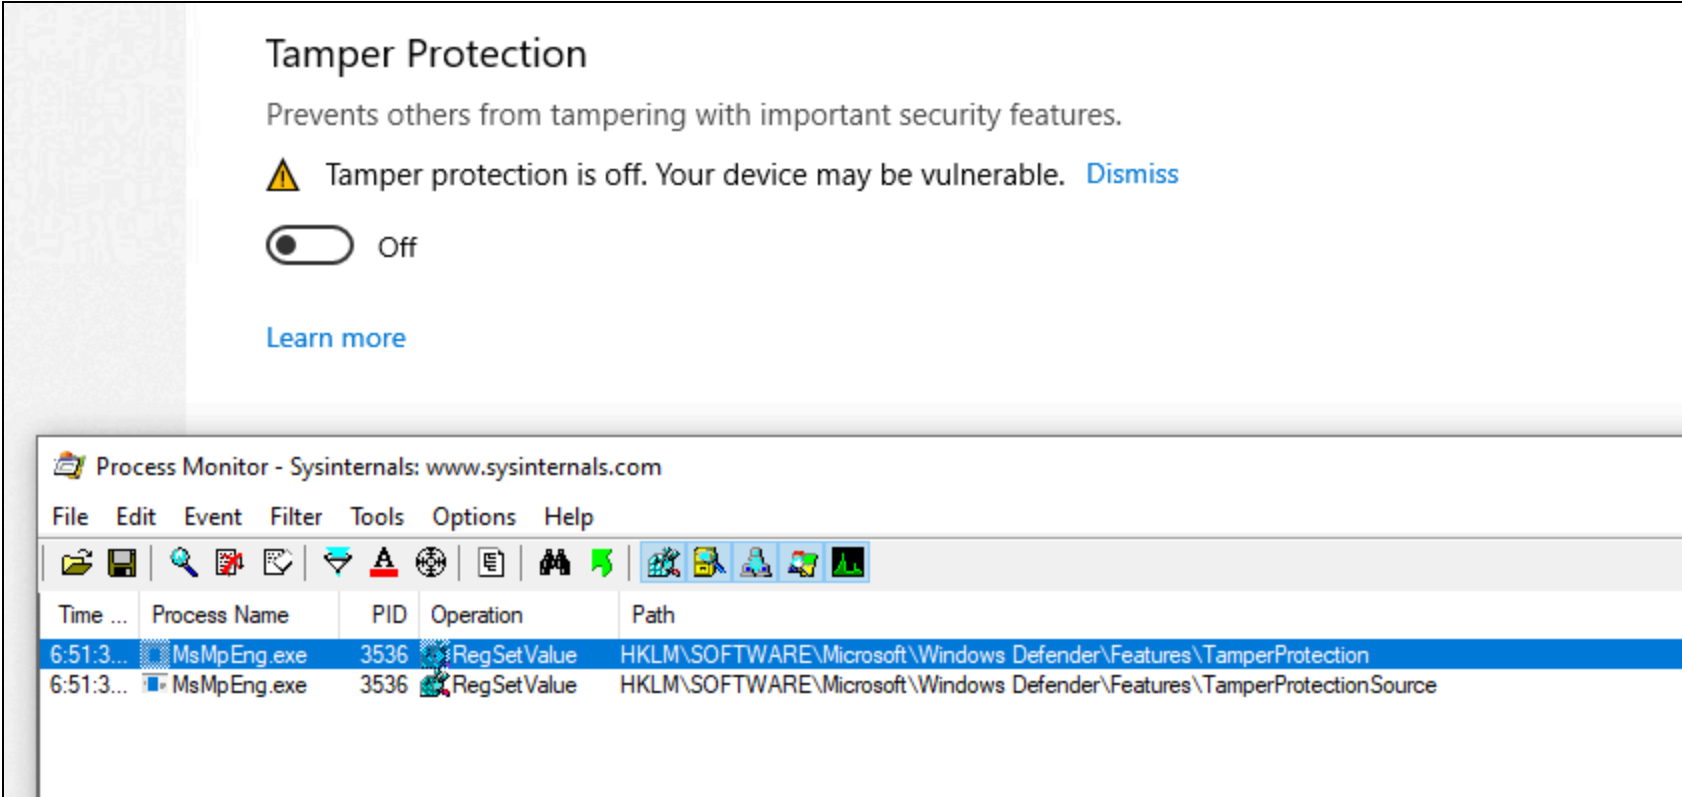 Tamper Protection
Prevents others from tampering with important security features.
Tamper protection is off. Your device may be vulnerable. Dismiss
Off
Learn more
Process Monitor - Sysinternals: www.sysinternals.com
File Edit Event Filter Tools Options Help
Time ... Process Name PID Operation Path
6:51:3... MsMpEng.exe 3536 RegSetValue HKLM\SOFTWARE\Microsoft\Windows Defender\Features\TamperProtection
6:51:3... MsMpEng.exe 3536 RegSetValue HKLM\SOFTWARE\Microsoft\Windows Defender\Features\TamperProtectionSource